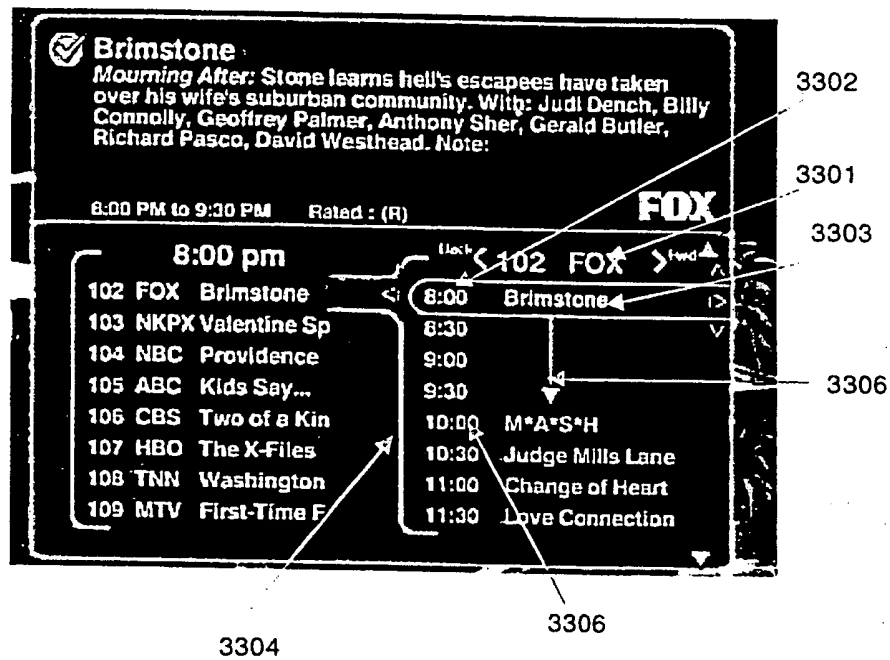 Brimstone
Mourning After: Stone learns hell's escapees have taken
over his wife's suburban community. With: Judi Dench, Billy
Connolly, Geoffrey Palmer, Anthony Sher, Gerald Butler,
Richard Pasco, David Westhead. Note:
8:00 PM to 9:30 PM Rated : (R)
FOX
8:00 pm
102 FOX Brimstone
103 NKPX Valentine Sp
104 NBC Providence
105 ABC Kids Say...
106 CBS Two of a Kin
107 HBO The X-Files
108 TNN Washington
109 MTV First-Time F
< 102 FOX > Fwd
8:00 Brimstone
8:30
9:00
9:30
10:00 M*A*S*H
10:30 Judge Mills Lane
11:00 Change of Heart
11:30 Love Connection
3302
3301
3303
3306
3306
3304